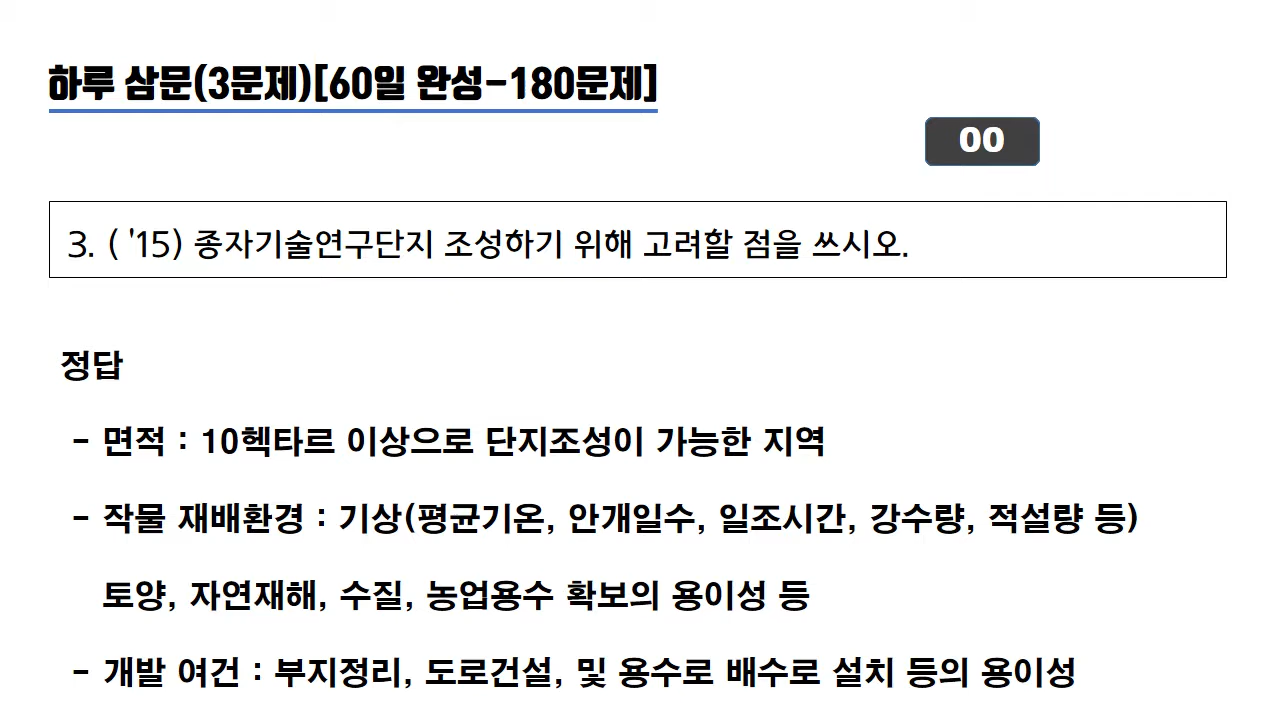 하루 삼문(3문제)[60일 완성-180문제]
00
3. ( '15) 종자기술연구단지 조성하기 위해 고려할 점을 쓰시오.
정답
- 면적 : 10헥타르 이상으로 단지조성이 가능한 지역
- 작물 재배환경 : 기상(평균기온, 안개일수, 일조시간, 강수량, 적설량 등)
토양, 자연재해, 수질, 농업용수 확보의 용이성 등
- 개발 여건 : 부지정리, 도로건설, 및 용수로 배수로 설치 등의 용이성